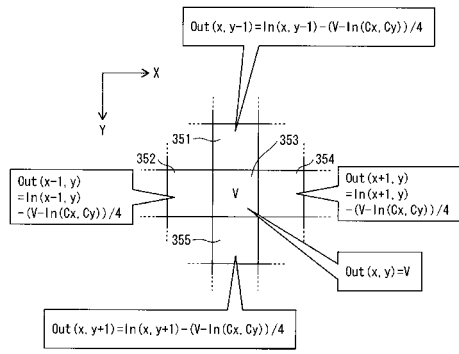 Out(x, y-1)=In(x, y-1)-(V-In(Cx, Cy))/4
X
Y
351
352
353
354
Out(x-1, y)
=In(x-1, y)
-(V-In(Cx, Cy))/4
V
Out(x+1, y)
=In(x+1, y)
-(V-In(Cx, Cy))/4
355
Out(x, y)=V
Out(x, y+1)=In(x, y+1)-(V-In(Cx, Cy))/4